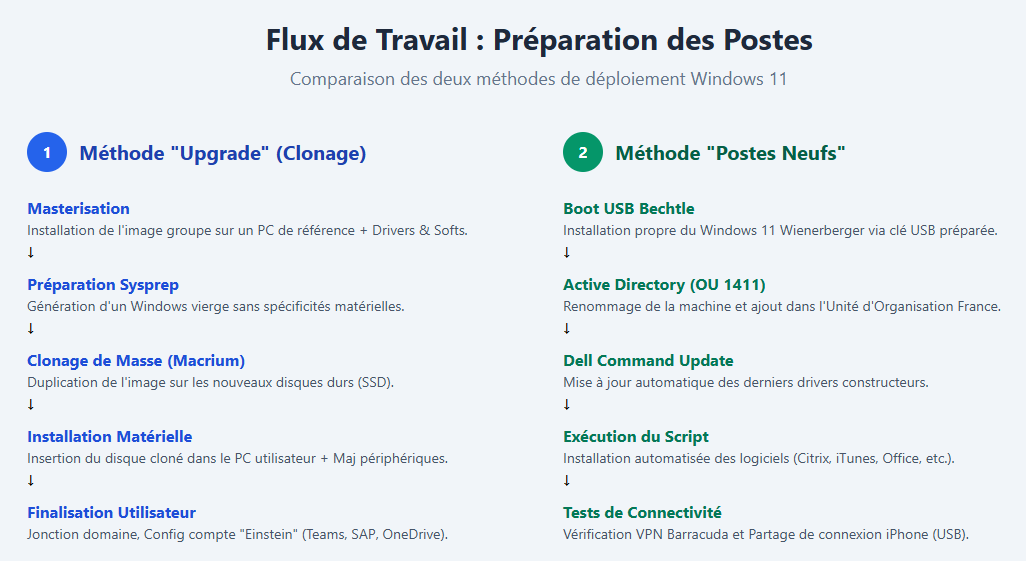 Flux de Travail : Préparation des Postes
Comparaison des deux méthodes de déploiement Windows 11
1
Méthode "Upgrade" (Clonage)
Masterisation
Installation de l'image groupe sur un PC de référence + Drivers & Softs.
↓
Préparation Sysprep
Génération d'un Windows vierge sans spécificités matérielles.
↓
Clonage de Masse (Macrium)
Duplication de l'image sur les nouveaux disques durs (SSD).
↓
Installation Matérielle
Insertion du disque cloné dans le PC utilisateur + Maj périphériques.
↓
Finalisation Utilisateur
Jonction domaine, Config compte "Einstein" (Teams, SAP, OneDrive).
2
Méthode "Postes Neufs"
Boot USB Bechtle
Installation propre du Windows 11 Wienerberger via clé USB préparée.
↓
Active Directory (OU 1411)
Renommage de la machine et ajout dans l'Unité d'Organisation France.
↓
Dell Command Update
Mise à jour automatique des derniers drivers constructeurs.
↓
Exécution du Script
Installation automatisée des logiciels (Citrix, iTunes, Office, etc.).
↓
Tests de Connectivité
Vérification VPN Barracuda et Partage de connexion iPhone (USB).